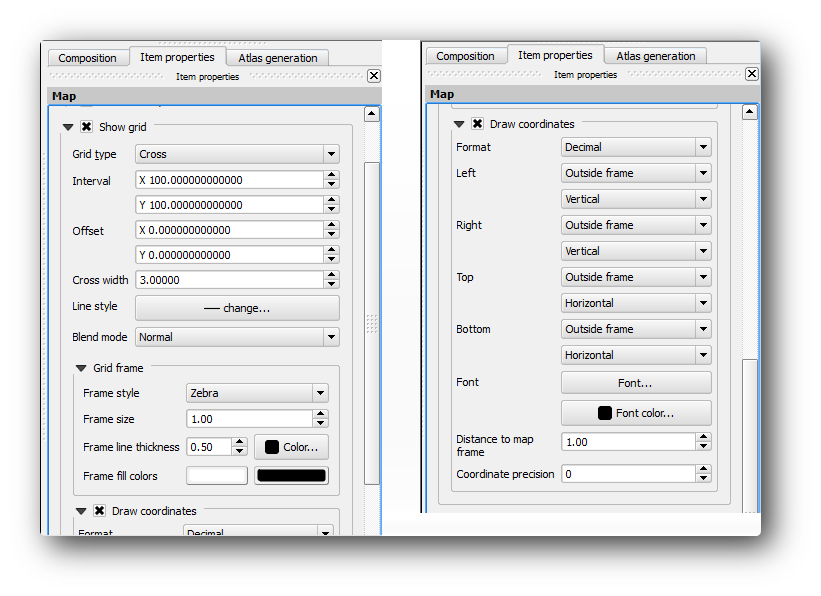 Composition Item properties Atlas generation
Item properties
Map
Show grid
Grid type Cross
Interval X 100.000000000000
Y 100.000000000000
Offset X 0.000000000000
Y 0.000000000000
Cross width 3.00000
Line style change...
Blend mode Normal
Grid frame
Frame style Zebra
Frame size 1.00
Frame line thickness 0.50 Color...
Frame fill colors
Draw coordinates
Format Decimal
Composition Item properties Atlas generation
Item properties
Map
Draw coordinates
Format Decimal
Left Outside frame
Vertical
Right Outside frame
Vertical
Top Outside frame
Horizontal
Bottom Outside frame
Horizontal
Font Font...
Font color...
Distance to map
frame 1.00
Coordinate precision 0